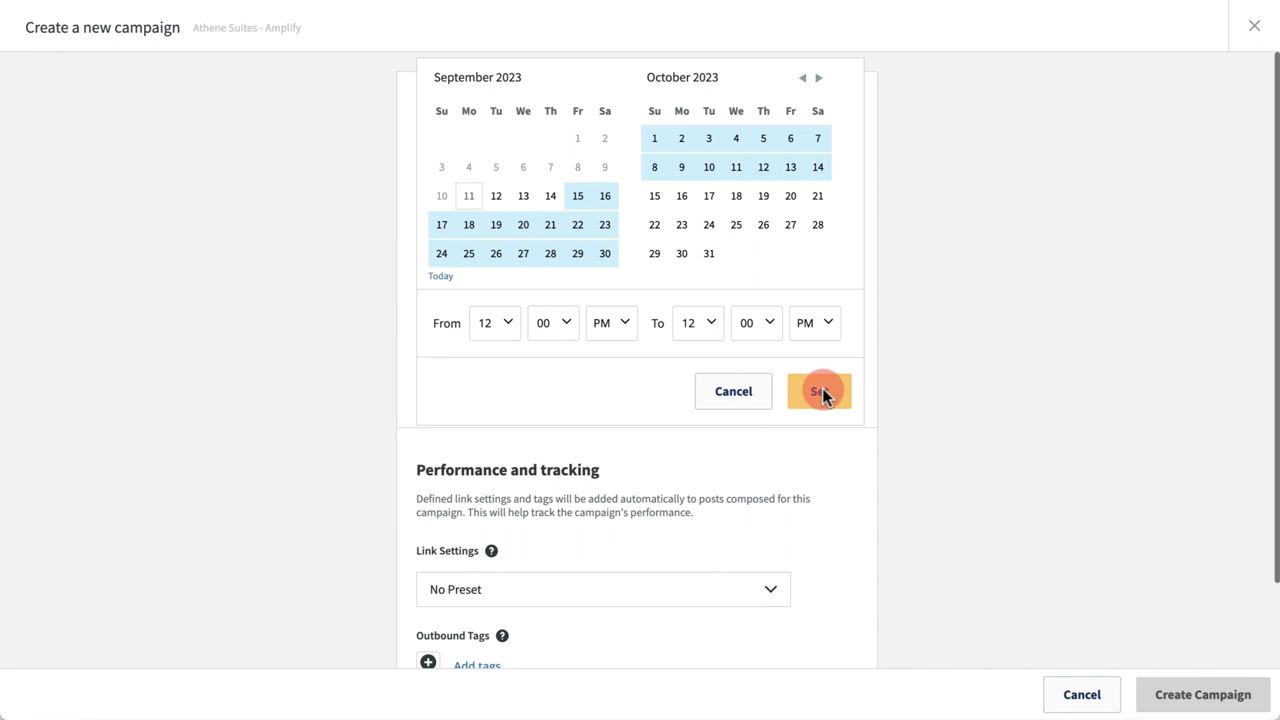 Create a new campaign Athene Suites - Amplify
September 2023 October 2023
Su Mo Tu We Th Fr Sa Su Mo Tu We Th Fr Sa
1 2 1 2 3 4 5 6 7
3 4 5 6 7 8 9 8 9 10 11 12 13 14
10 11 12 13 14 15 16 15 16 17 18 19 20 21
17 18 19 20 21 22 23 22 23 24 25 26 27 28
24 25 26 27 28 29 30 29 30 31
Today
From 12 00 PM To 12 00 PM
Cancel
Performance and tracking
Defined link settings and tags will be added automatically to posts composed for this
campaign. This will help track the campaign's performance.
Link Settings ?
No Preset
Outbound Tags ?
Add tags
Cancel Create Campaign